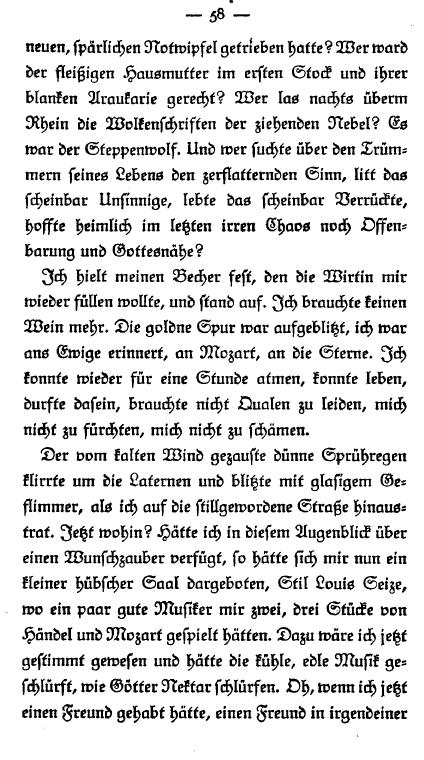 — 58 —
neuen, spärlichen Notwipfel getrieben hatte? Wer ward
der fleißigen Hausmutter im ersten Stock und ihrer
blanken Araukarie gerecht? Wer las nachts überm
Rhein die Wolkenschriften der ziehenden Nebel? Es
war der Steppenwolf. Und wer suchte über den Trüm-
mern seines Lebens den zerflatternden Sinn, litt das
scheinbar Unsinnige, lebte das scheinbar Verrückte,
hoffte heimlich im letzten irren Chaos noch Offen-
barung und Gottesnähe?
Ich hielt meinen Becher fest, den die Wirtin mir
wieder füllen wollte, und stand auf. Ich brauchte keinen
Wein mehr. Die goldne Spur war aufgeblitzt, ich war
ans Ewige erinnert, an Mozart, an die Sterne. Ich
konnte wieder für eine Stunde atmen, konnte leben,
durfte dasein, brauchte nicht Qualen zu leiden, mich
nicht zu fürchten, mich nicht zu schämen.
Der vom kalten Wind gezauste dünne Sprühregen
klirrte um die Laternen und blitzte mit glasigem Ge-
flimmer, als ich auf die stillgewordene Straße hinaus-
trat. Jetzt wohin? Hätte ich in diesem Augenblick über
einen Wunschzauber verfügt, so hätte sich mir nun ein
kleiner hübscher Saal dargeboten, Stil Louis Seize,
wo ein paar gute Musiker mir zwei, drei Stücke von
Händel und Mozart gespielt hätten. Dazu wäre ich jetzt
gestimmt gewesen und hätte die kühle, edle Musik ge-
schlürft, wie Götter Nektar schlürfen. Oh, wenn ich jetzt
einen Freund gehabt hätte, einen Freund in irgendeiner